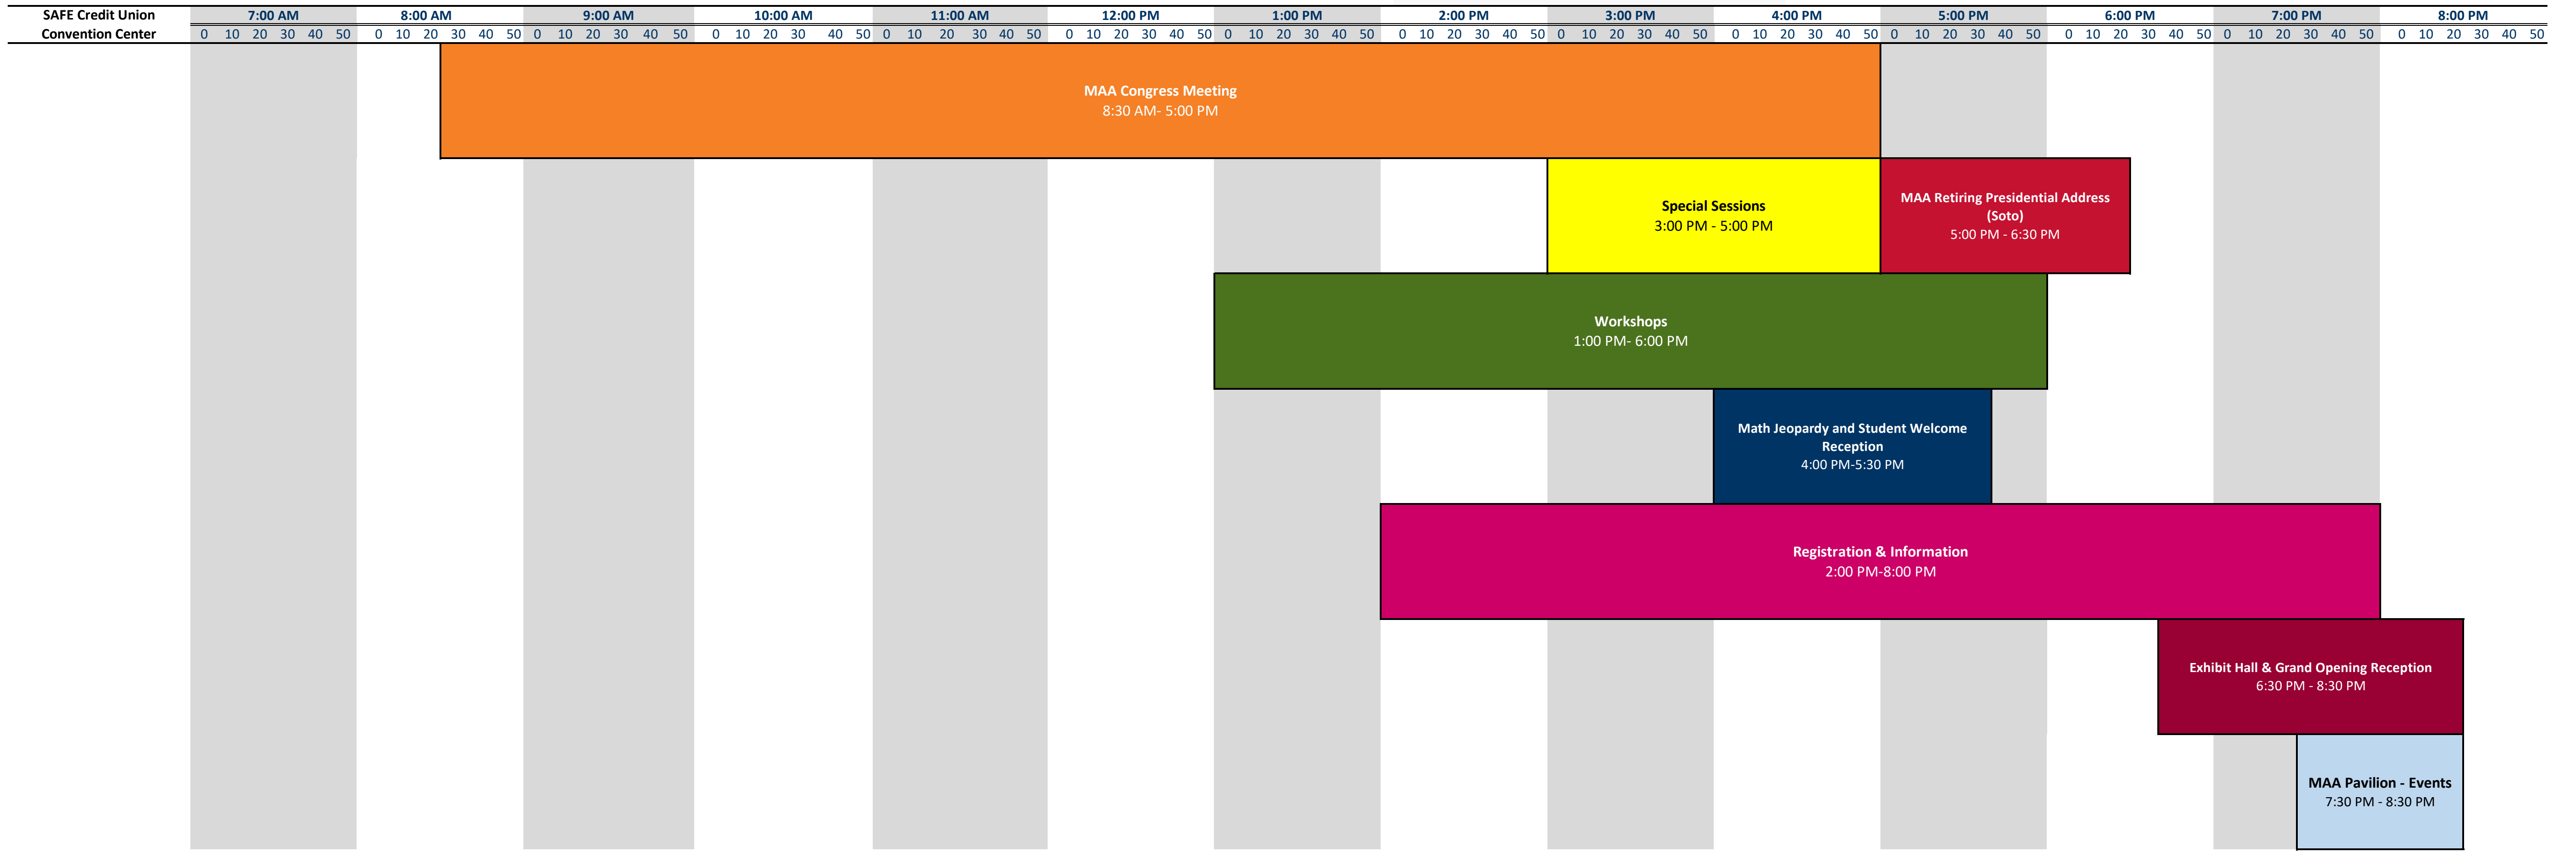 SAFE Credit Union 7:00 AM 8:00 AM 9:00 AM 10:00 AM 11:00 AM 12:00 PM 1:00 PM 2:00 PM 3:00 PM 4:00 PM 5:00 PM 6:00 PM 7:00 PM 8:00 PM
Convention Center 0 10 20 30 40 50 0 10 20 30 40 50 0 10 20 30 40 50 0 10 20 30 40 50 0 10 20 30 40 50 0 10 20 30 40 50 0 10 20 30 40 50 0 10 20 30 40 50 0 10 20 30 40 50 0 10 20 30 40 50 0 10 20 30 40 50 0 10 20 30 40 50 0 10 20 30 40 50 0 10 20 30 40 50
MAA Congress Meeting
8:30 AM- 5:00 PM
Special Sessions
3:00 PM - 5:00 PM
MAA Retiring Presidential Address
(Soto)
5:00 PM - 6:30 PM
Workshops
1:00 PM- 6:00 PM
Math Jeopardy and Student Welcome
Reception
4:00 PM-5:30 PM
Registration & Information
2:00 PM-8:00 PM
Exhibit Hall & Grand Opening Reception
6:30 PM - 8:30 PM
MAA Pavilion - Events
7:30 PM - 8:30 PM